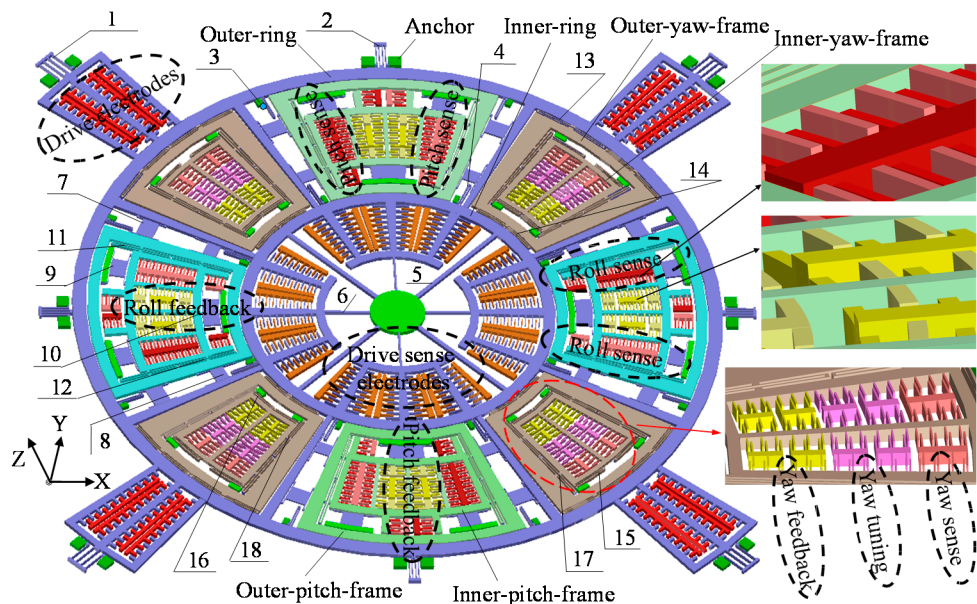 1
Outer-ring
2
Anchor
Inner-ring
Outer-yaw-frame
Inner-yaw-frame
3
4
13
Drive electrodes
Pitch sense
Pitch sense
7
14
11
9
5
Roll sense
6
Roll feedback
10
Drive sense
electrodes
Roll sense
12
8
Y
Z
X
Pitch feedback
16
18
17
15
Outer-pitch-frame
Inner-pitch-frame
Yaw feedback
Yaw tuning
Yaw sense